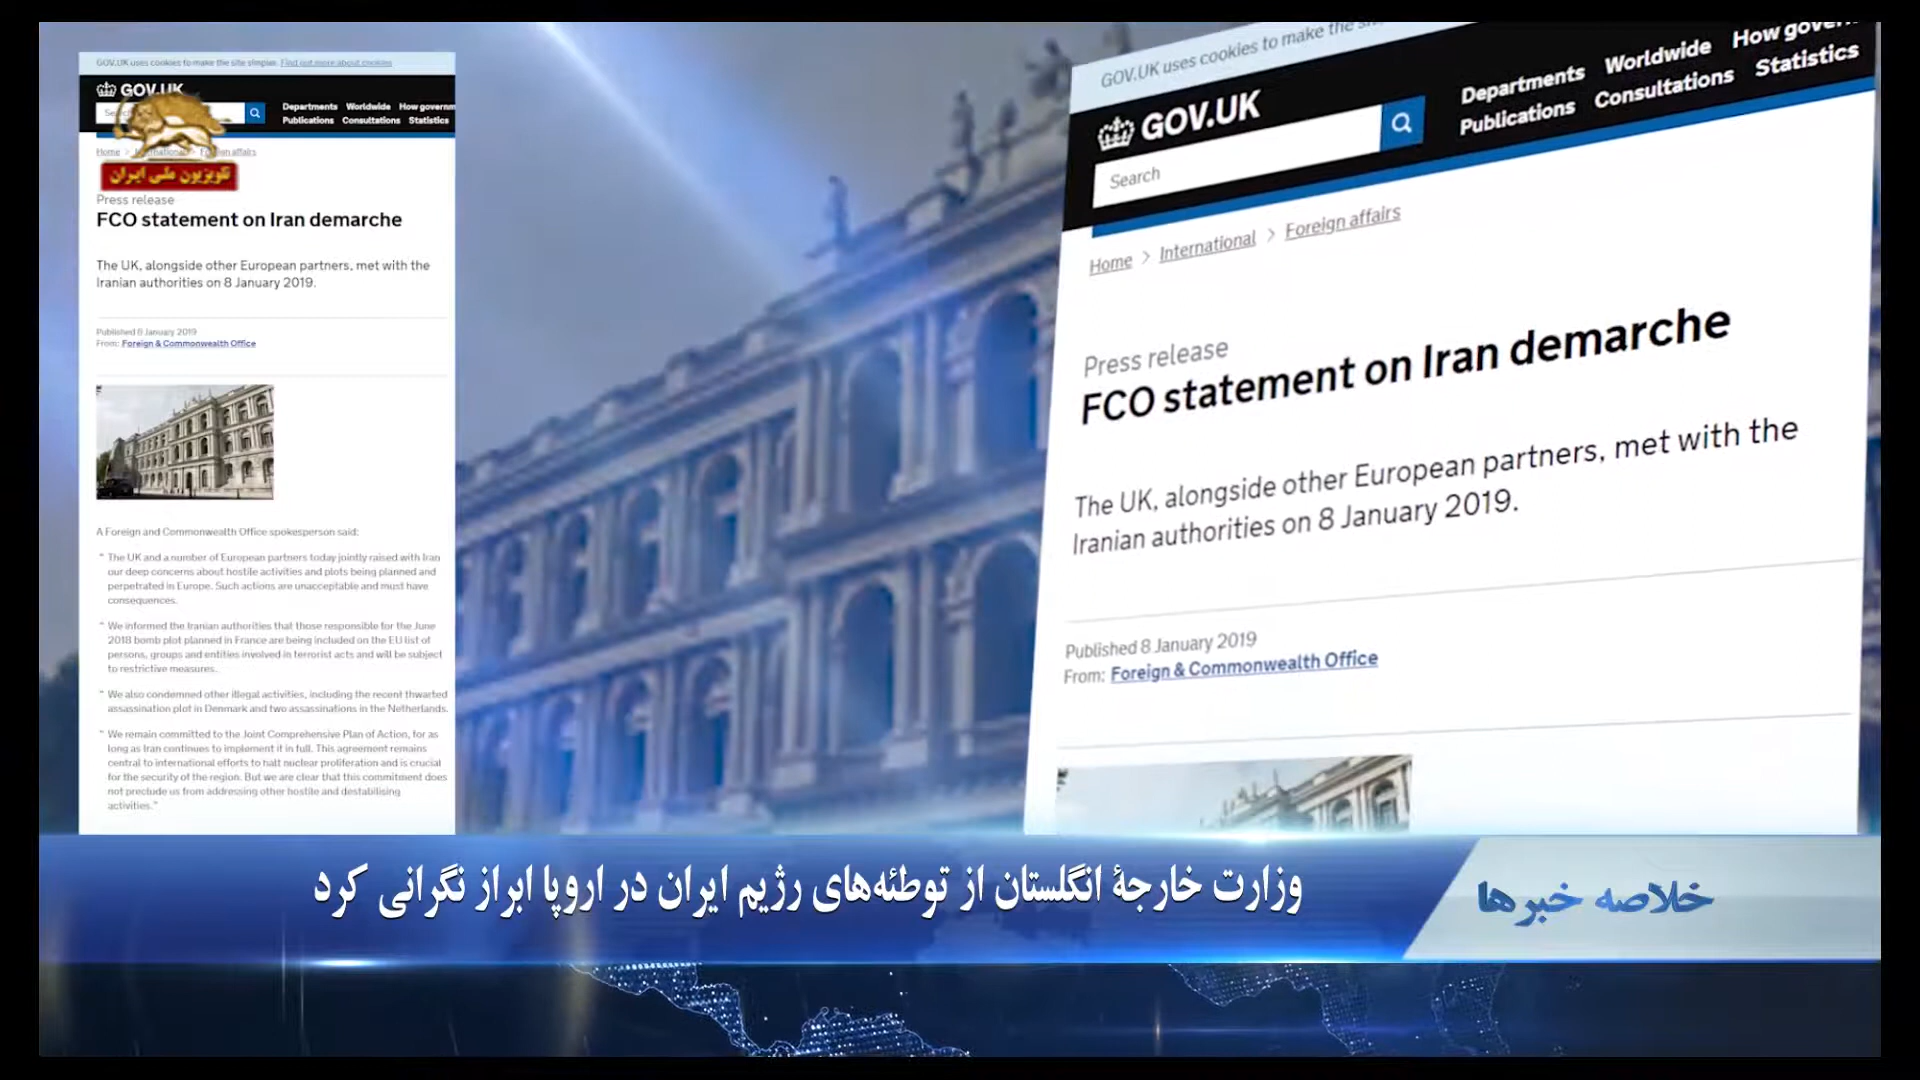 GOV.UK uses cookies to make the site simpler. Find out more about cookies
GOV.UK
Departments Worldwide How governm
Publications Consultations Statistics
Home > International > Foreign affairs
تلویزیون ملی ایران
Press release
FCO statement on Iran demarche
The UK, alongside other European partners, met with the
Iranian authorities on 8 January 2019.
Published 8 January 2019
From: Foreign & Commonwealth Office
A Foreign and Commonwealth Office spokesperson said:
" The UK and a number of European partners today jointly raised with Iran
our deep concerns about hostile activities and plots being planned and
perpetrated in Europe. Such actions are unacceptable and must have
consequences.
" We informed the Iranian authorities that those responsible for the June
2018 bomb plot planned in France are being included on the EU list of
persons, groups and entities involved in terrorist acts and will be subject
to restrictive measures.
" We also condemned other illegal activities, including the recent thwarted
assassination plot in Denmark and two assassinations in the Netherlands.
" We remain committed to the Joint Comprehensive Plan of Action, for as
long as Iran continues to implement it in full. This agreement remains
central to international efforts to halt nuclear proliferation and is crucial
for the security of the region. But we are clear that this commitment does
not preclude us from addressing other hostile and destabilising
activities."
GOV.UK uses cookies to make the
GOV.UK
Search
Departments Worldwide How govern
Publications Consultations Statistics
Home > International > Foreign affairs
Press release
FCO statement on Iran demarche
The UK, alongside other European partners, met with the
Iranian authorities on 8 January 2019.
Published 8 January 2019
From: Foreign & Commonwealth Office
خلاصه خبرها
وزارت خارجهٔ انگلستان از توطئه‌های رژیم ایران در اروپا ابراز نگرانی کرد